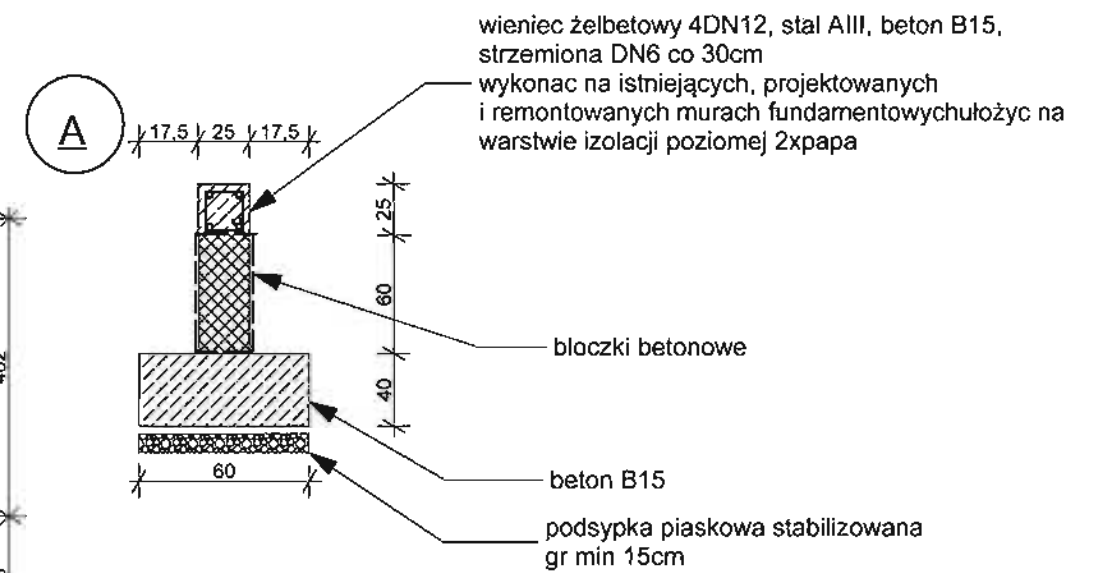 wieniec żelbetowy 4DN12, stal AIII, beton B15,
strzemiona DN6 co 30cm
wykonac na istniejących, projektowanych
i remontowanych murach fundamentowychułożyc na
warstwie izolacji poziomej 2xpapa
A
17,5 25 17,5
25
60
bloczki betonowe
40
60
beton B15
podsypka piaskowa stabilizowana
gr min 15cm